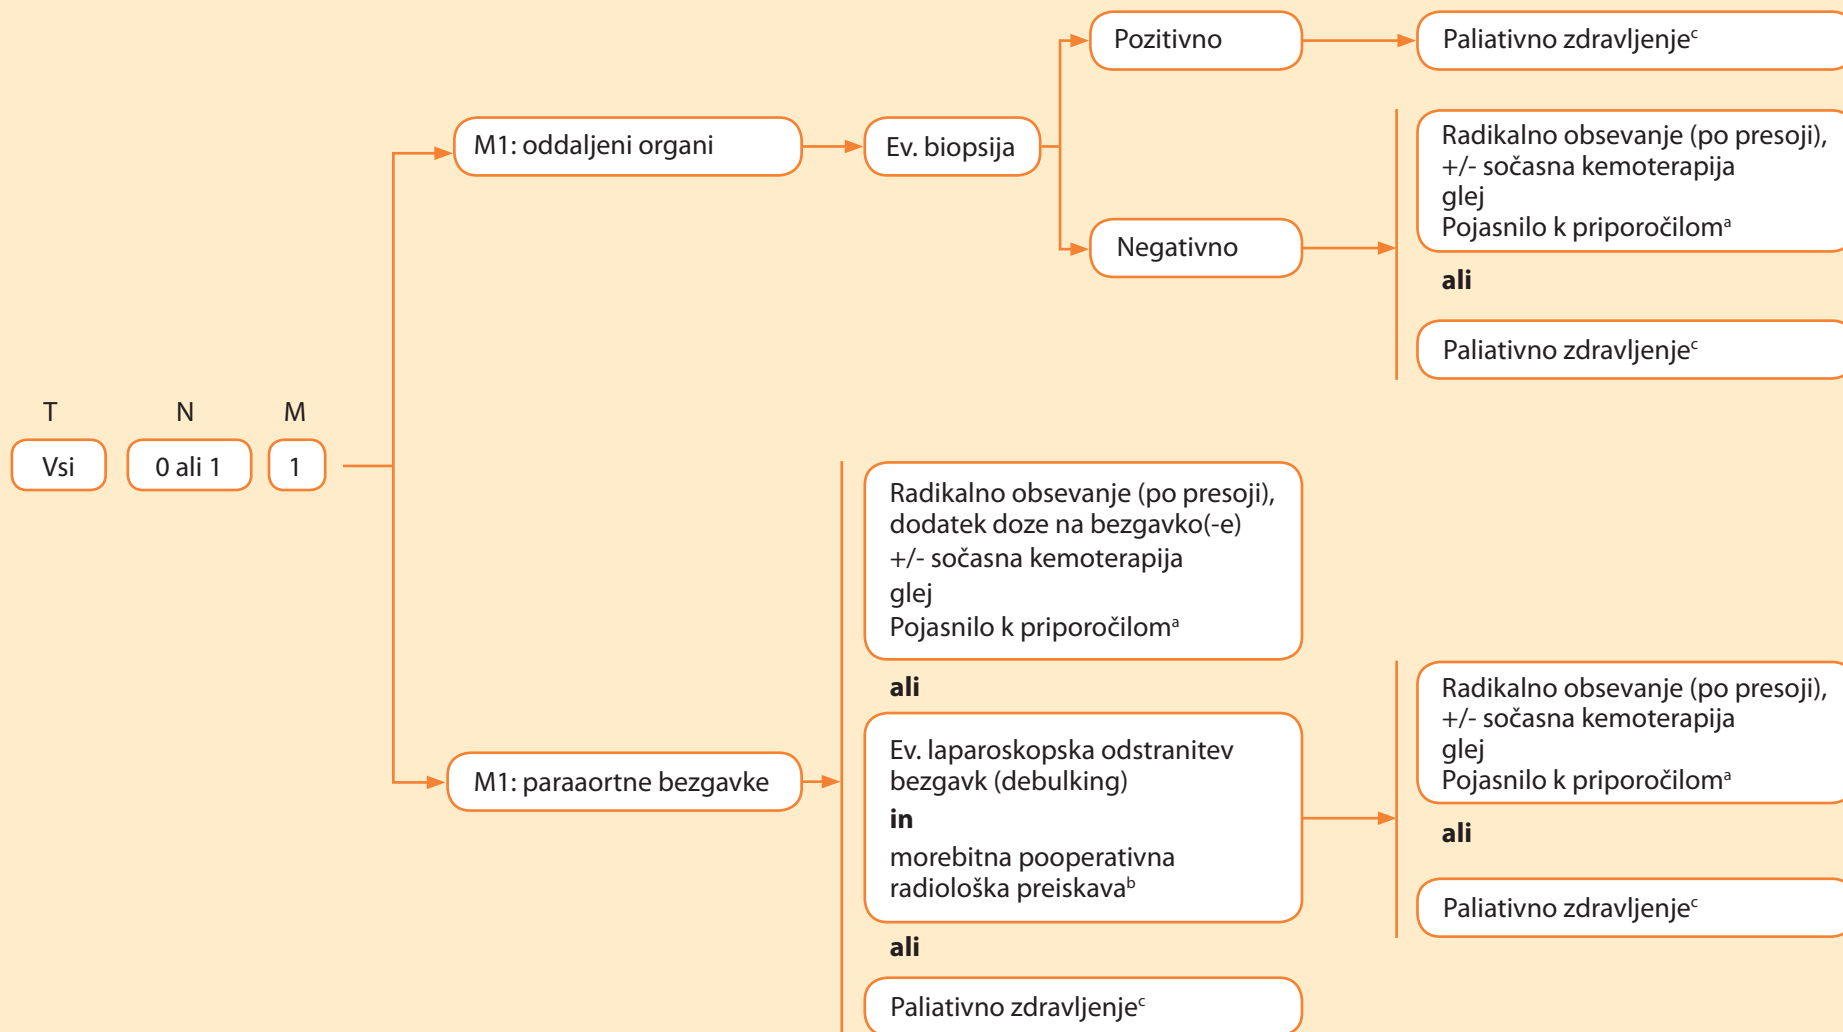 Pozitivno
Paliativno zdravljenjeᶜ
M1: oddaljeni organi
Ev. biopsija
Radikalno obsevanje (po presoji),
+/- sočasna kemoterapija
glej
Pojasnilo k priporočilomᵃ
Negativno
ali
Paliativno zdravljenjeᶜ
T N M
Vsi 0 ali 1 1
Radikalno obsevanje (po presoji),
dodatek doze na bezgavko(-e)
+/- sočasna kemoterapija
glej
Pojasnilo k priporočilomᵃ
ali
M1: paraaortne bezgavke
Ev. laparoskopska odstranitev
bezgavk (debulking)
in
morebitna pooperativna
radiološka preiskavaᵇ
ali
Paliativno zdravljenjeᶜ
Radikalno obsevanje (po presoji),
+/- sočasna kemoterapija
glej
Pojasnilo k priporočilomᵃ
ali
Paliativno zdravljenjeᶜ